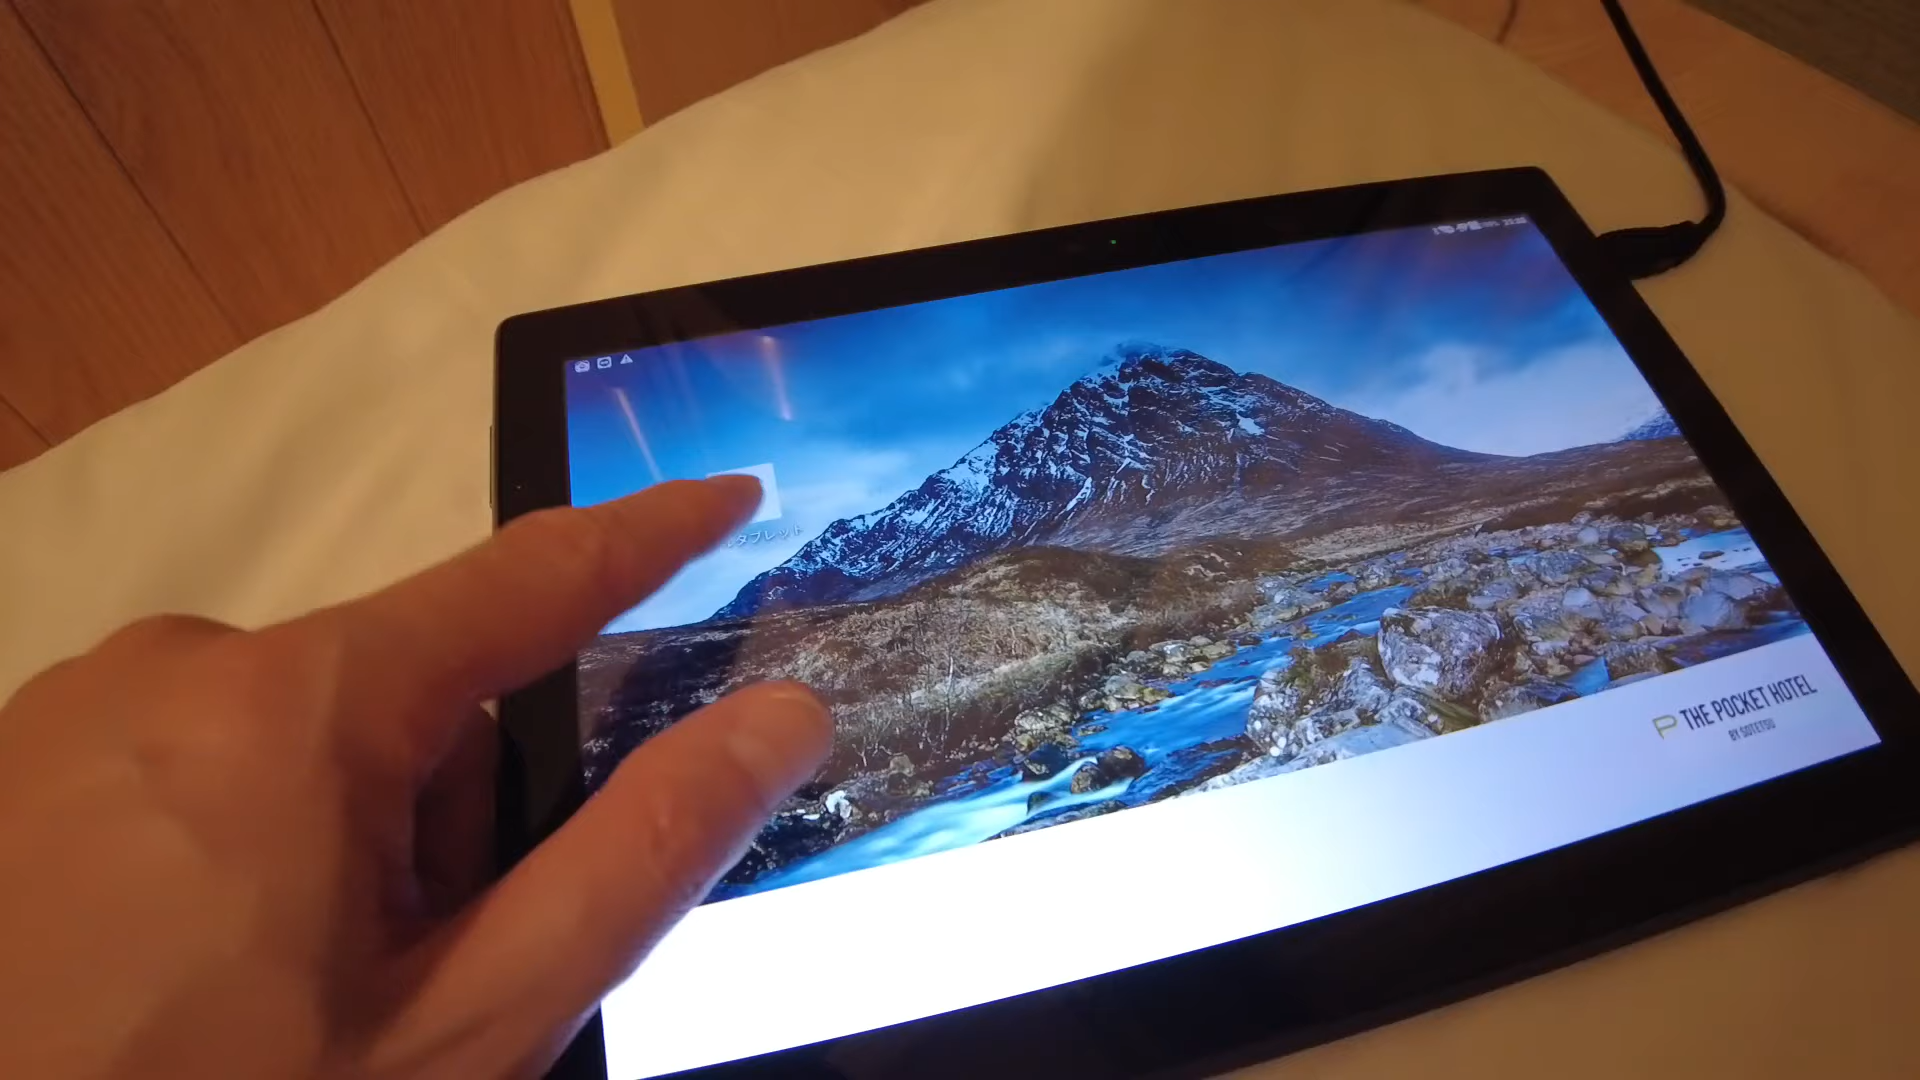 タブレット
THE POCKET HOTEL
BY SOTETSU